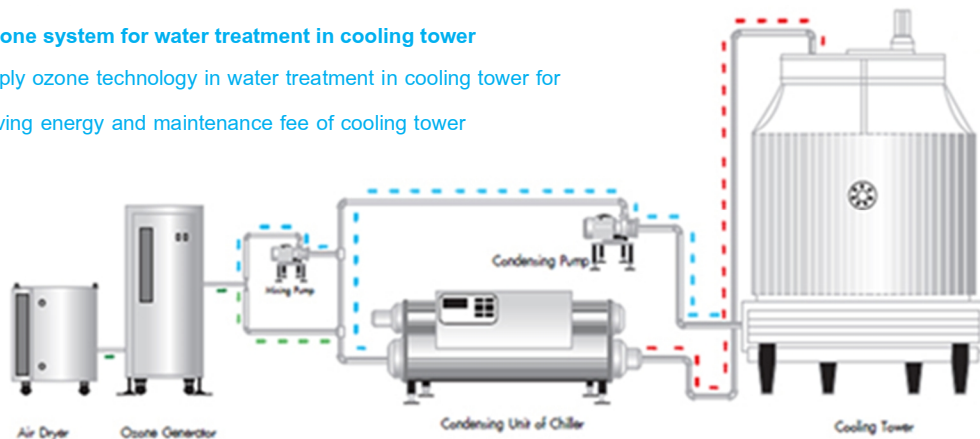 one system for water treatment in cooling tower
ply ozone technology in water treatment in cooling tower for
ving energy and maintenance fee of cooling tower
Condensing Pump
Mixing Pump
Condensing Unit of Chiller
Cooling Tower
Air Dryer
Ozone Generator